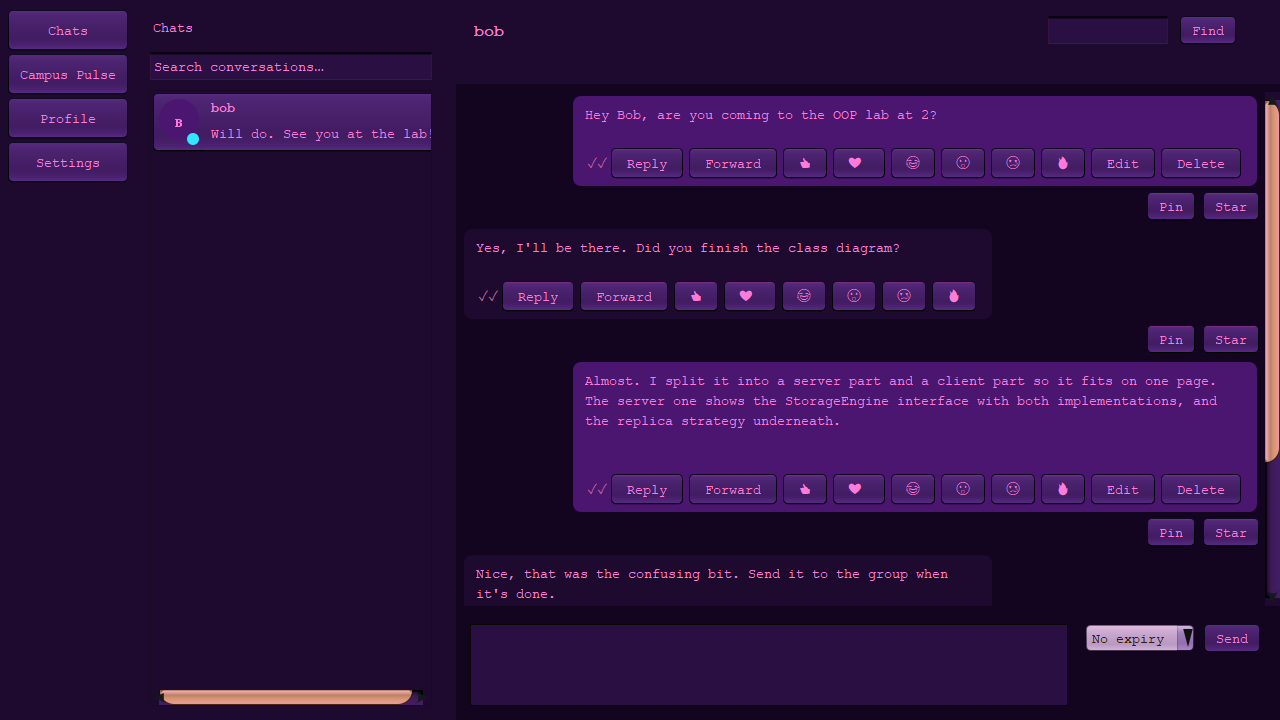 Chats
Campus Pulse
Profile
Settings
Chats
Search conversations…
B
bob
Will do. See you at the lab!
bob
Find
Hey Bob, are you coming to the OOP lab at 2?
✓✓ Reply Forward Edit Delete
Pin Star
Yes, I'll be there. Did you finish the class diagram?
✓✓ Reply Forward
Pin Star
Almost. I split it into a server part and a client part so it fits on one page.
The server one shows the StorageEngine interface with both implementations, and
the replica strategy underneath.
✓✓ Reply Forward Edit Delete
Pin Star
Nice, that was the confusing bit. Send it to the group when
it's done.
No expiry
Send